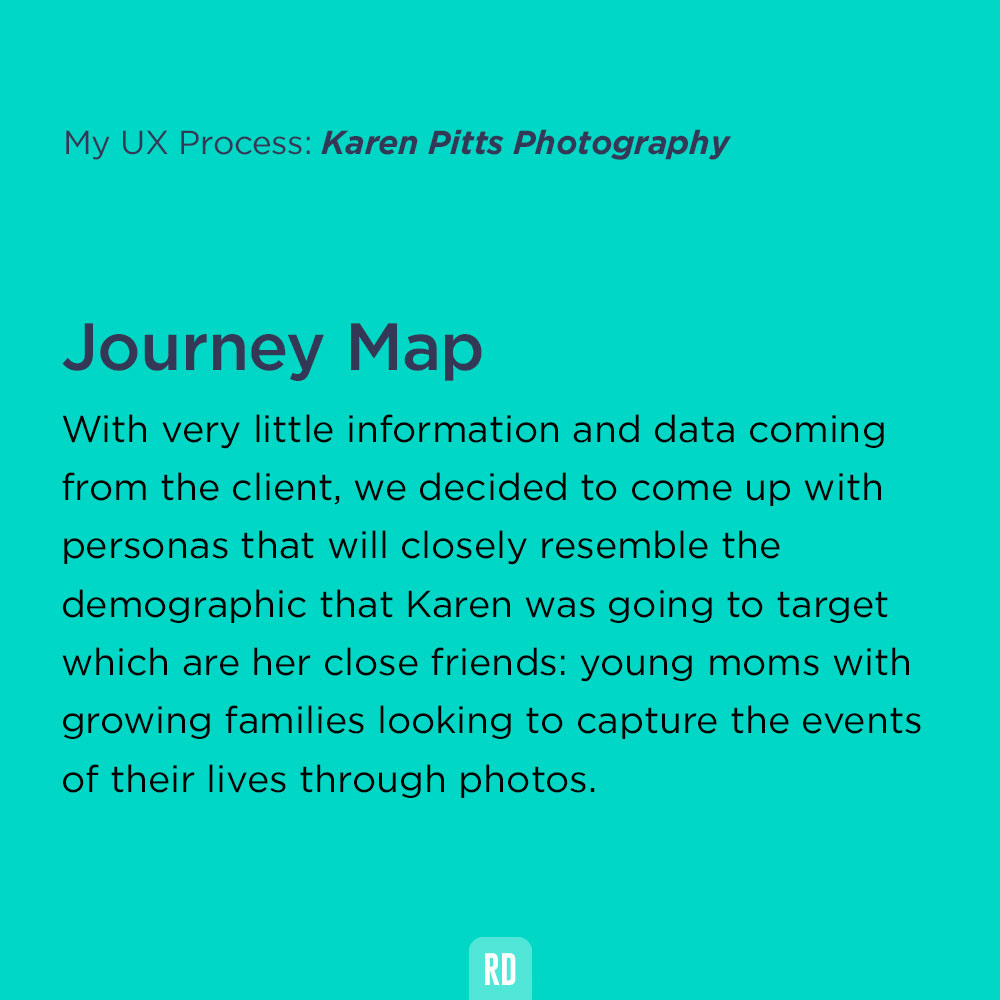 My UX Process: Karen Pitts Photography
Journey Map
With very little information and data coming
from the client, we decided to come up with
personas that will closely resemble the
demographic that Karen was going to target
which are her close friends: young moms with
growing families looking to capture the events
of their lives through photos.
RD